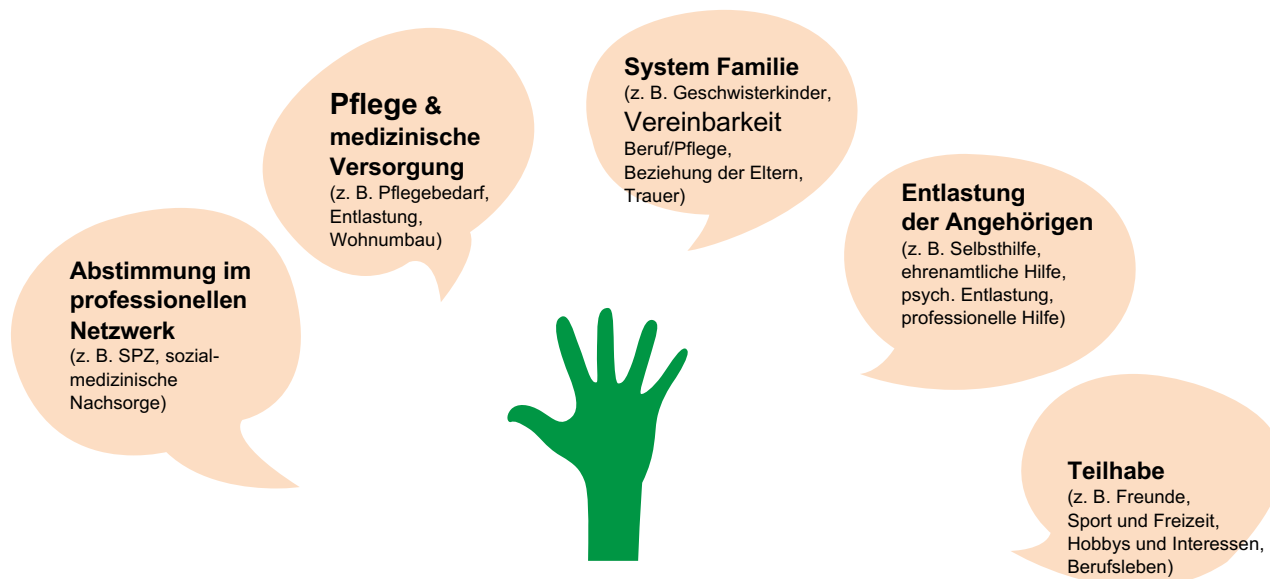 Abstimmung im
professionellen
Netzwerk
(z. B. SPZ, sozial-
medizinische
Nachsorge)
Pflege &
medizinische
Versorgung
(z. B. Pflegebedarf,
Entlastung,
Wohnumbau)
System Familie
(z. B. Geschwisterkinder,
Vereinbarkeit
Beruf/Pflege,
Beziehung der Eltern,
Trauer)
Entlastung
der Angehörigen
(z. B. Selbsthilfe,
ehrenamtliche Hilfe,
psych. Entlastung,
professionelle Hilfe)
Teilhabe
(z. B. Freunde,
Sport und Freizeit,
Hobbys und Interessen,
Berufsleben)